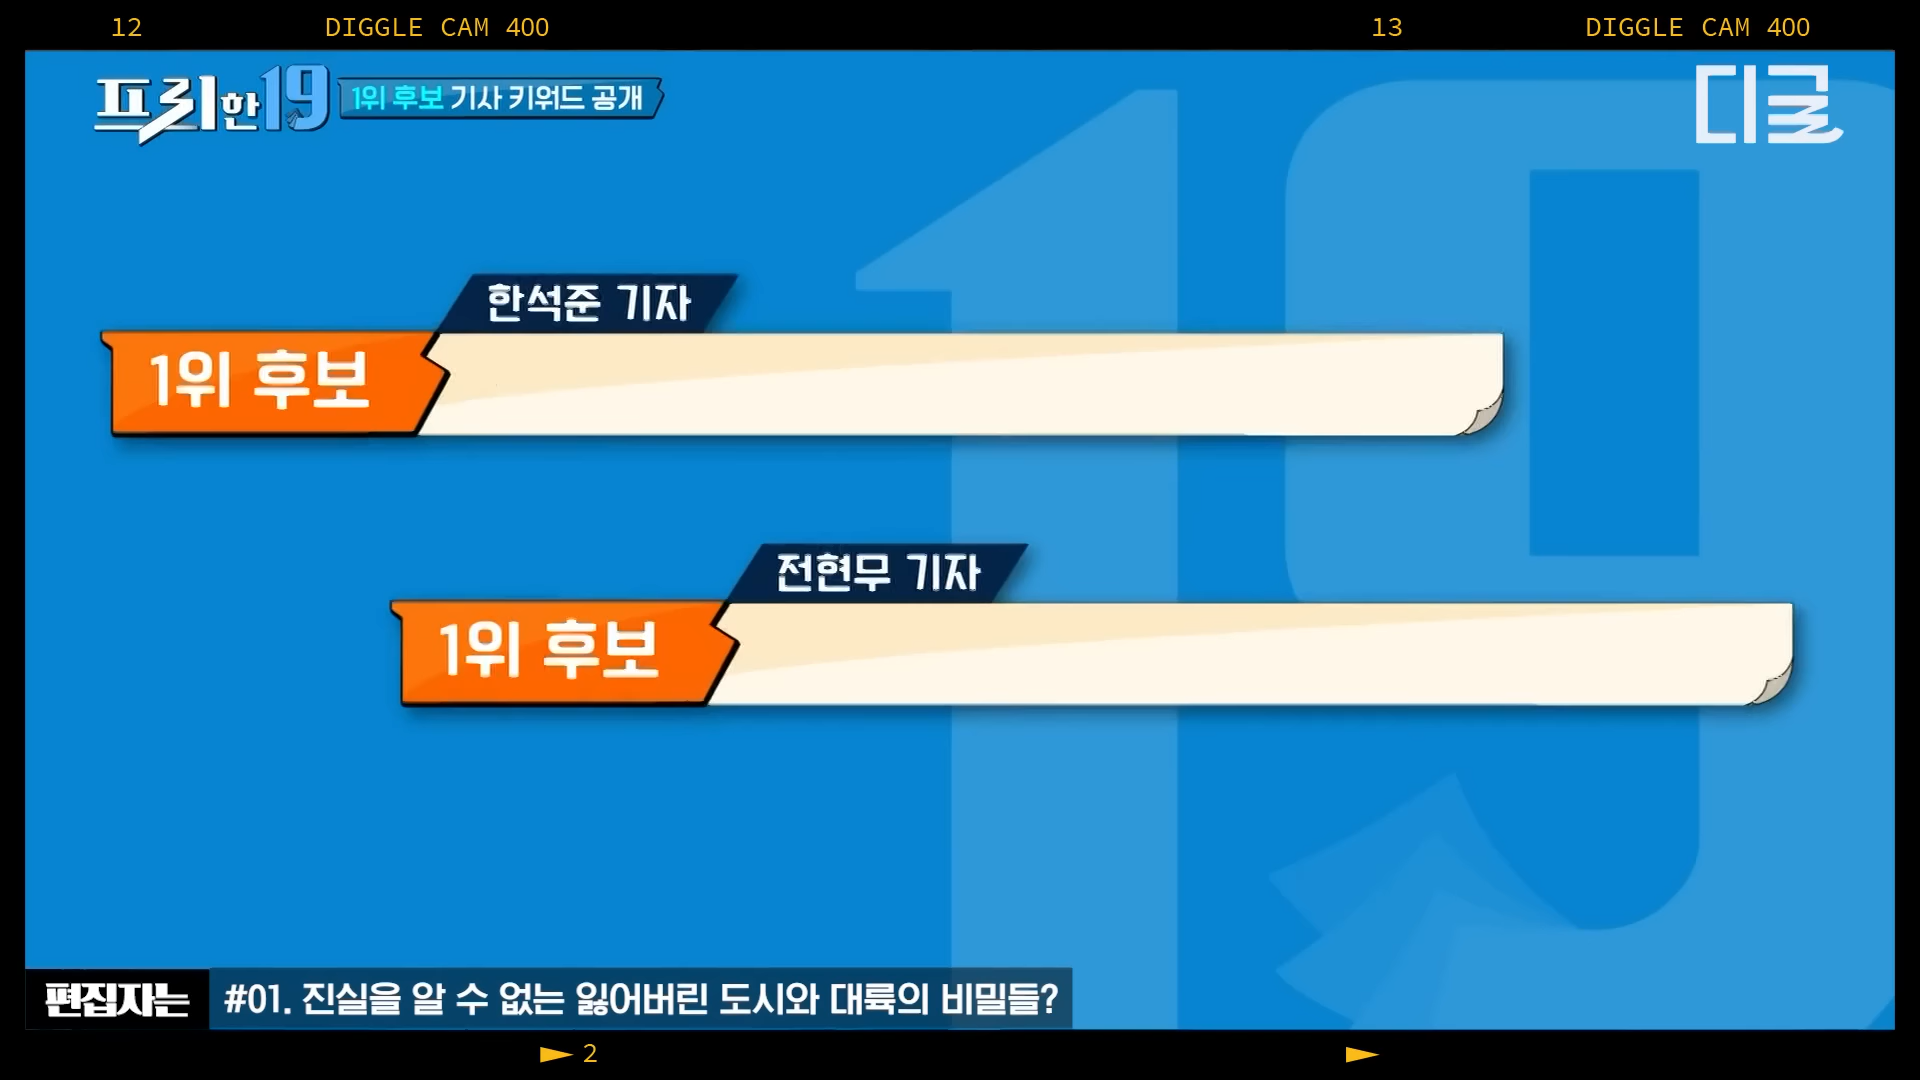 12 DIGGLE CAM 400 13 DIGGLE CAM 400
프리한19 1위 후보 기사 키워드 공개
디글
한석준 기자
1위 후보
전현무 기자
1위 후보
편집자는 #01. 진실을 알 수 없는 잃어버린 도시와 대륙의 비밀들?
2